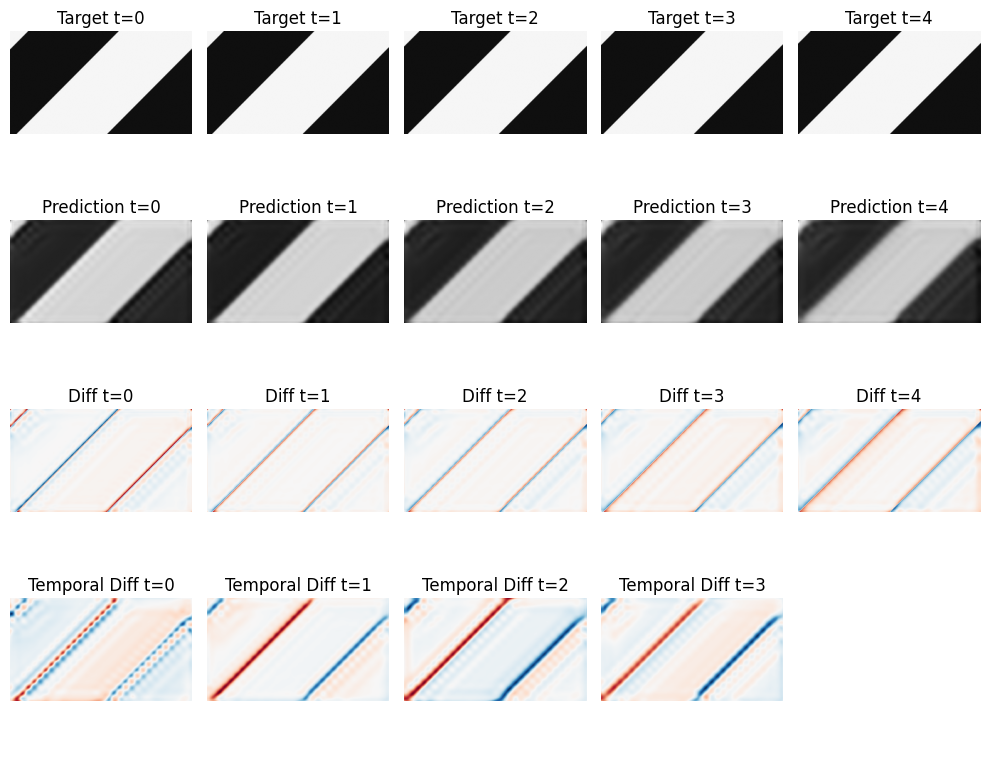 Target t=0 Target t=1 Target t=2 Target t=3 Target t=4
Prediction t=0 Prediction t=1 Prediction t=2 Prediction t=3 Prediction t=4
Diff t=0 Diff t=1 Diff t=2 Diff t=3 Diff t=4
Temporal Diff t=0 Temporal Diff t=1 Temporal Diff t=2 Temporal Diff t=3